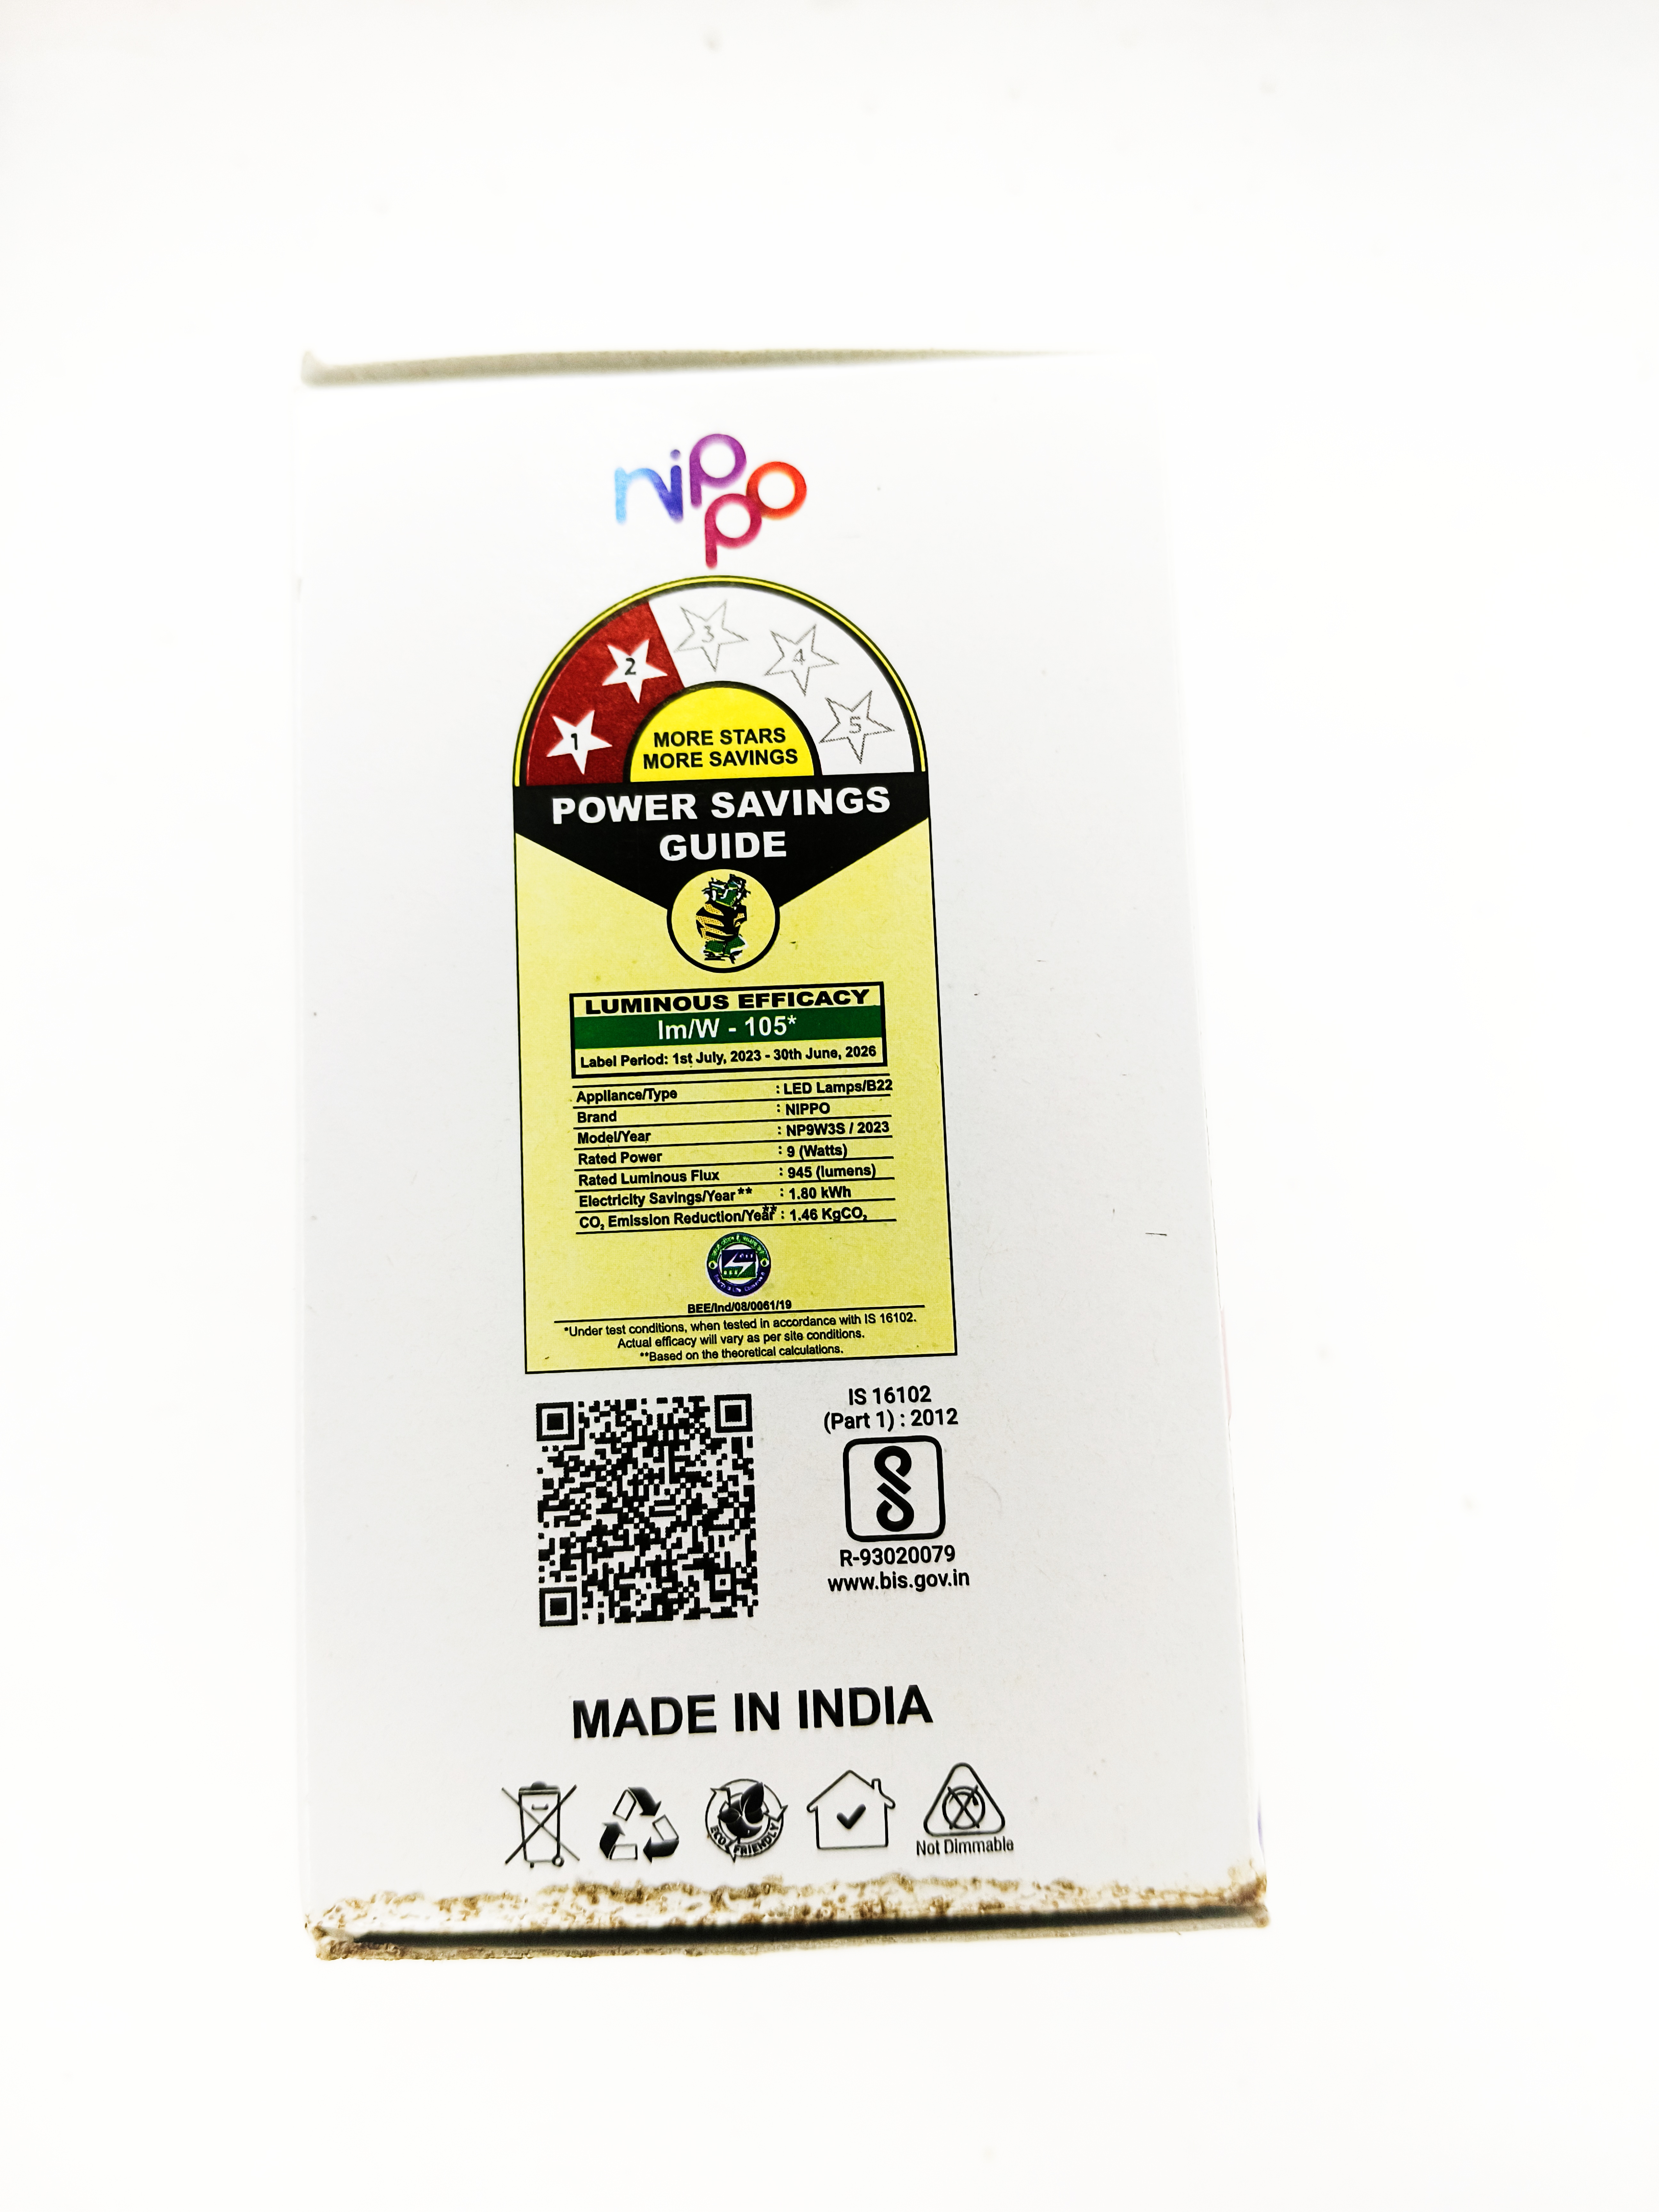 nippo
1
2
3
4
5
MORE STARS
MORE SAVINGS
POWER SAVINGS
GUIDE
LUMINOUS EFFICACY
lm/W - 105*
Label Period: 1st July, 2023 - 30th June, 2026
Appliance/Type : LED Lamps/B22
Brand : NIPPO
Model/Year : NP9W3S / 2023
Rated Power : 9 (Watts)
Rated Luminous Flux : 945 (lumens)
Electricity Savings/Year** : 1.80 kWh
CO₂ Emission Reduction/Year** : 1.46 KgCO₂
BEE/Ind/08/0061/19
*Under test conditions, when tested in accordance with IS 16102.
Actual efficacy will vary as per site conditions.
**Based on the theoretical calculations.
IS 16102
(Part 1) : 2012
R-93020079
www.bis.gov.in
MADE IN INDIA
ECO FRIENDLY
Not Dimmable